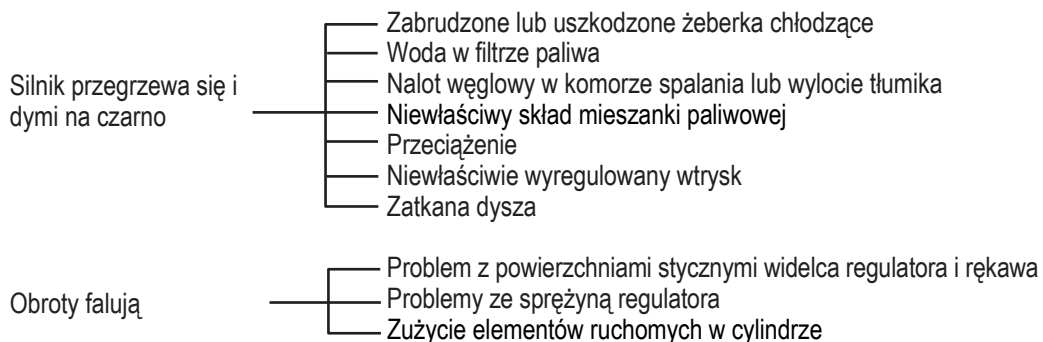 Zabrudzone lub uszkodzone żeberka chłodzące
Woda w filtrze paliwa
Silnik przegrzewa się i
dymi na czarno
Nalot węglowy w komorze spalania lub wylocie tłumika
Niewłaściwy skład mieszanki paliwowej
Przeciążenie
Niewłaściwie wyregulowany wtrysk
Zatkana dysza
Obroty falują
Problem z powierzchniami stycznymi widelca regulatora i rękawa
Problemy ze sprężyną regulatora
Zużycie elementów ruchomych w cylindrze